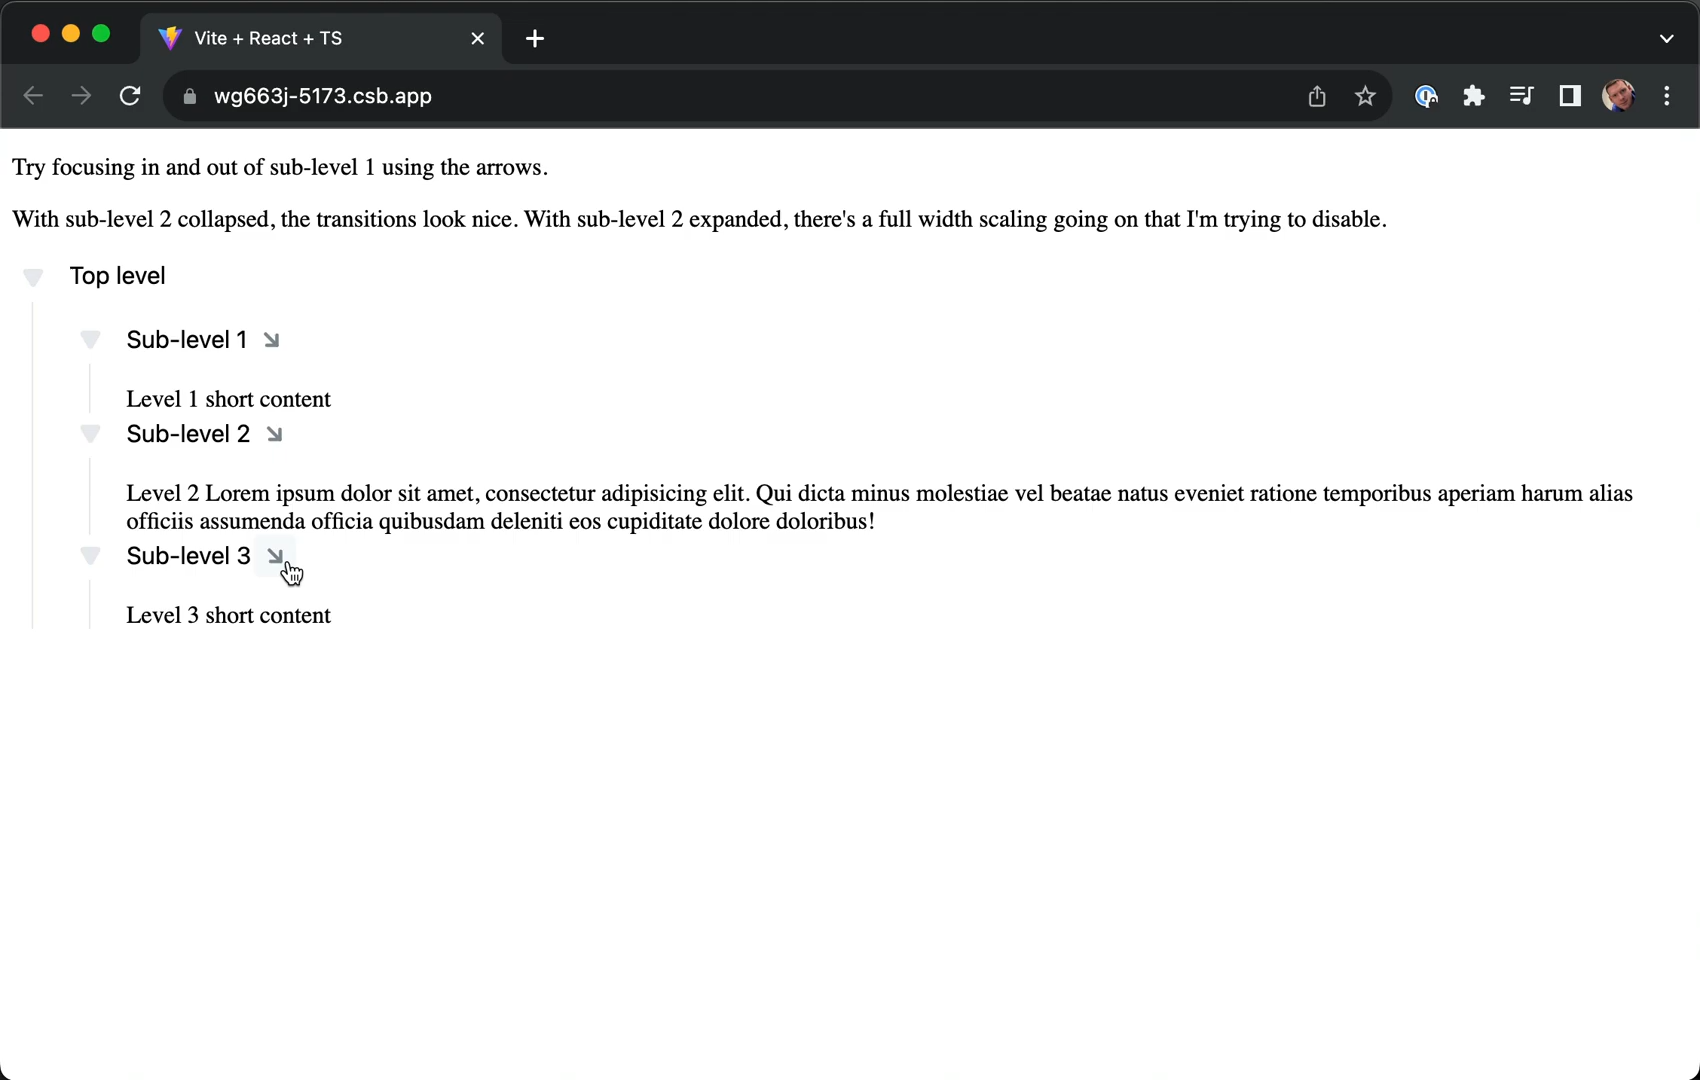 Vite + React + TS
wg663j-5173.csb.app
Try focusing in and out of sub-level 1 using the arrows.
With sub-level 2 collapsed, the transitions look nice. With sub-level 2 expanded, there's a full width scaling going on that I'm trying to disable.
Top level
Sub-level 1
Level 1 short content
Sub-level 2
Level 2 Lorem ipsum dolor sit amet, consectetur adipisicing elit. Qui dicta minus molestiae vel beatae natus eveniet ratione temporibus aperiam harum alias
officiis assumenda officia quibusdam deleniti eos cupiditate dolore doloribus!
Sub-level 3
Level 3 short content